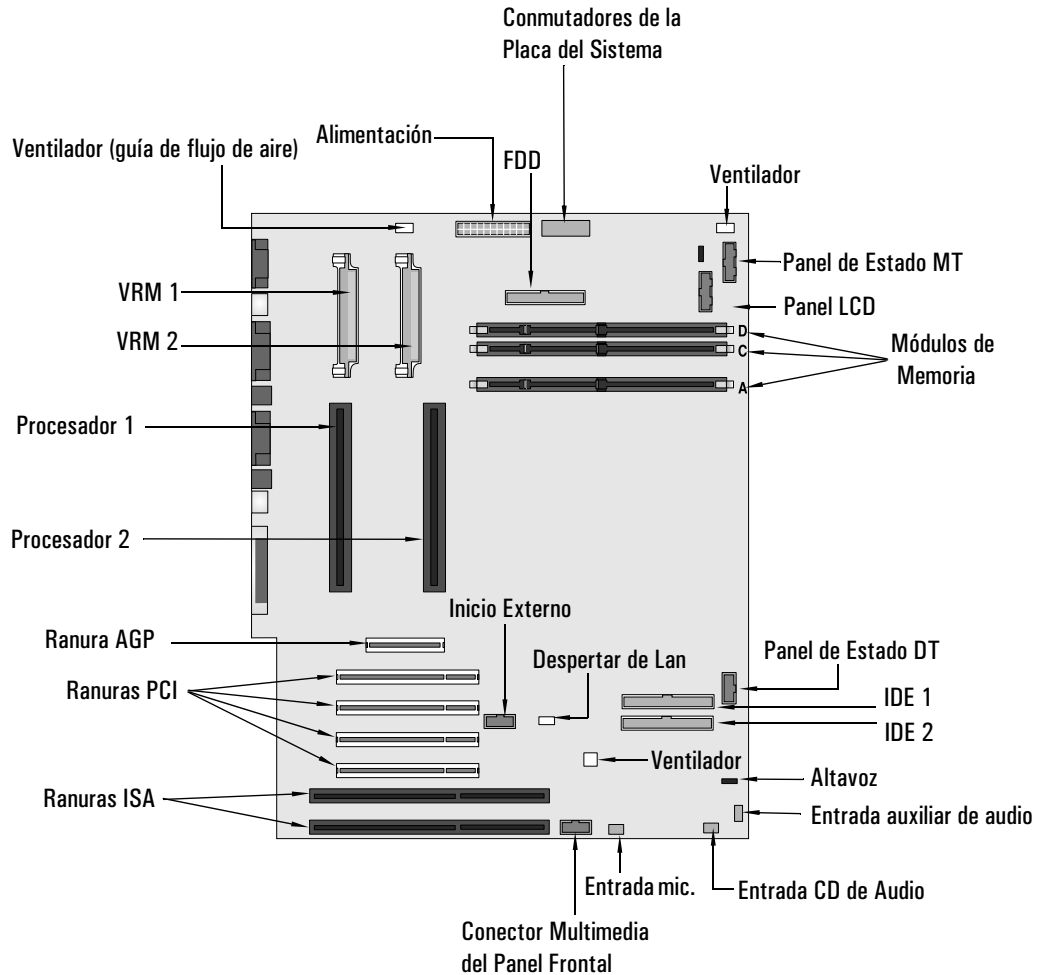 Conmutadores de la
Placa del Sistema
Alimentación
Ventilador (guía de flujo de aire)
FDD
Ventilador
Panel de Estado MT
VRM 1
Panel LCD
VRM 2
D
C
A
Módulos de
Memoria
Procesador 1
Procesador 2
Inicio Externo
Ranura AGP
Despertar de Lan
Panel de Estado DT
Ranuras PCI
IDE 1
IDE 2
Ventilador
Altavoz
Ranuras ISA
Entrada auxiliar de audio
Entrada mic.
Entrada CD de Audio
Conector Multimedia
del Panel Frontal